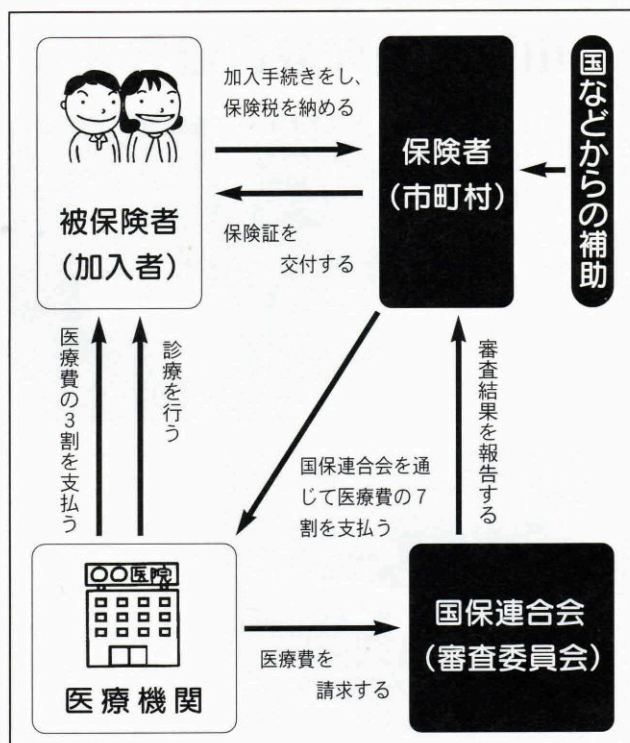 加入手続きをし、
保険税を納める
被保険者
(加入者)
保険者
(市町村)
国などからの補助
保険証を
交付する
医療費の3割を支払う
診療を行う
国保連合会を通
じて医療費の7
割を支払う
審査結果を報告する
○○医院
医療機関
医療費を
請求する
国保連合会
(審査委員会)